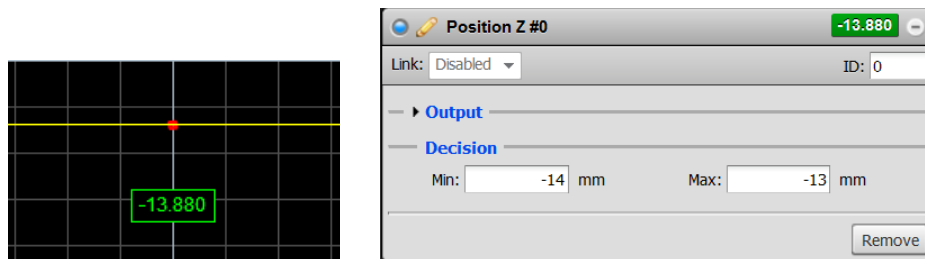 -13.880
Position Z #0
-13.880
Link: Disabled
ID: 0
Output
Decision
Min: -14 mm Max: -13 mm
Remove